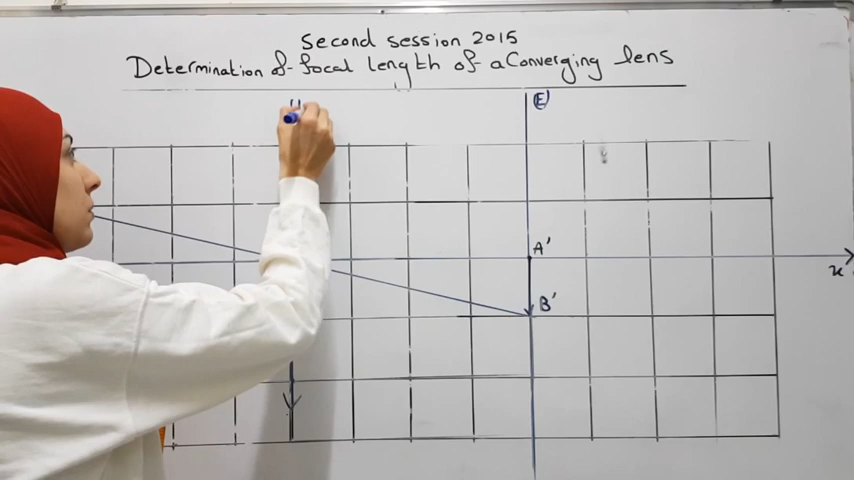 Second session 2015
Determination of focal length of a Converging lens
E
A'
B'
x